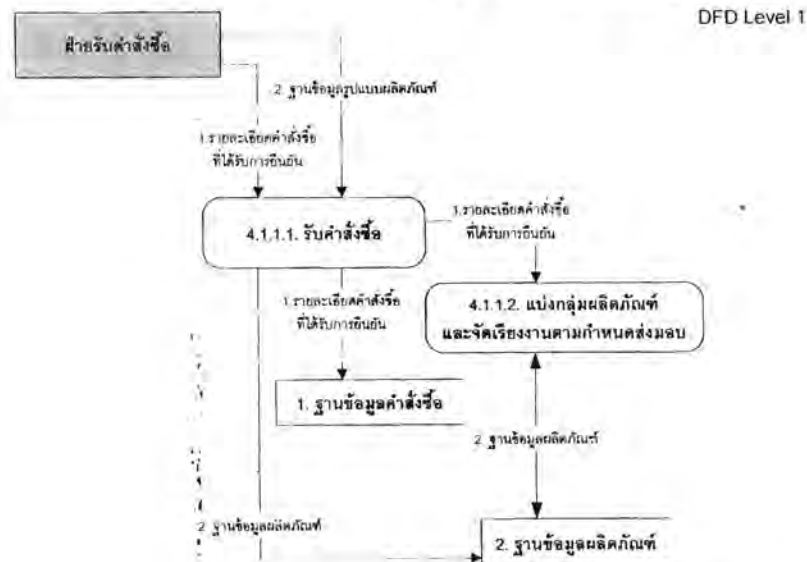 DFD Level 1
ฝ่ายรับคำสั่งซื้อ
2. ฐานข้อมูลรูปแบบผลิตภัณฑ์
1.รายละเอียดคำสั่งซื้อ
ที่ได้รับการยืนยัน
4.1.1.1. รับคำสั่งซื้อ
1.รายละเอียดคำสั่งซื้อ
ที่ได้รับการยืนยัน
1.รายละเอียดคำสั่งซื้อ
ที่ได้รับการยืนยัน
4.1.1.2. แบ่งกลุ่มผลิตภัณฑ์
และจัดเรียงงานตามกำหนดส่งมอบ
1. ฐานข้อมูลคำสั่งซื้อ
2. ฐานข้อมูลผลิตภัณฑ์
2. ฐานข้อมูลผลิตภัณฑ์
2. ฐานข้อมูลผลิตภัณฑ์